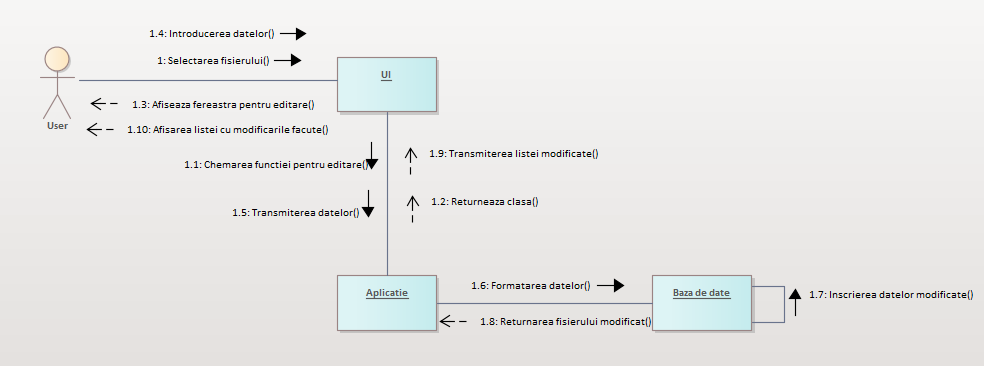 1.4: Introducerea datelor()
1: Selectarea fisierului()
UI
1.3: Afiseaza fereastra pentru editare()
User
1.10: Afisarea listei cu modificarile facute()
1.9: Transmiterea listei modificate()
1.1: Chemarea functiei pentru editare()
1.2: Returneaza clasa()
1.5: Transmiterea datelor()
1.6: Formatarea datelor()
Aplicatie
Baza de date
1.7: Inscrierea datelor modificate()
1.8: Returnarea fisierului modificat()